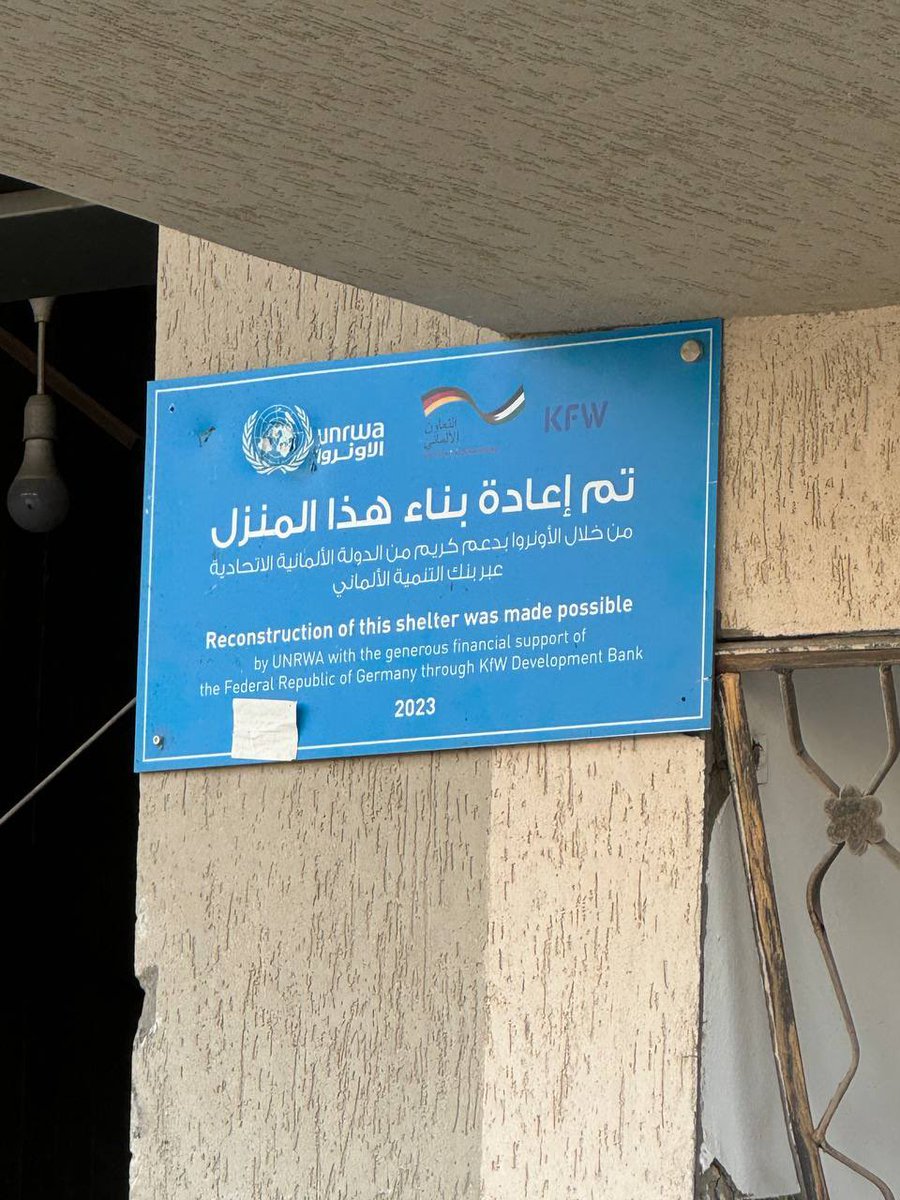 unrwa
الأونروا
التعاون
الألماني
KFW
تم إعادة بناء هذا المنزل
من خلال الأونروا بدعم كريم من الدولة الألمانية الاتحادية
عبر بنك التنمية الألماني
Reconstruction of this shelter was made possible
by UNRWA with the generous financial support of
the Federal Republic of Germany through KfW Development Bank
2023